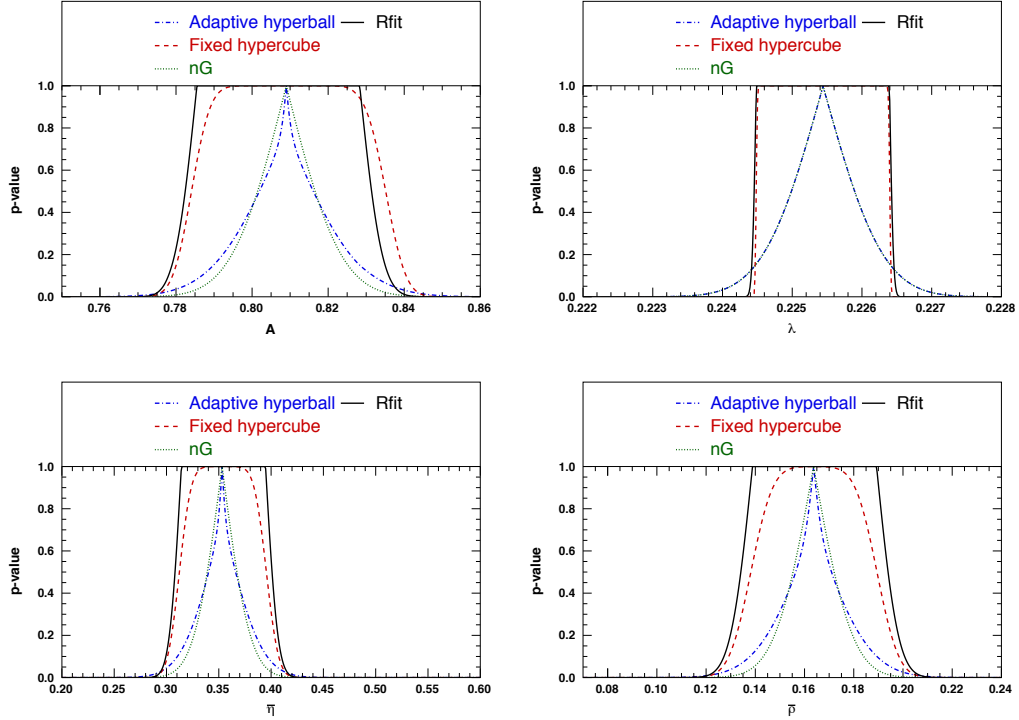 Adaptive hyperball Rfit
Fixed hypercube
nG
p-value
1.0
0.8
0.6
0.4
0.2
0.0
0.76 0.78 0.80 0.82 0.84 0.86
A
Adaptive hyperball Rfit
Fixed hypercube
nG
p-value
1.0
0.8
0.6
0.4
0.2
0.0
0.222 0.223 0.224 0.225 0.226 0.227 0.228
λ
Adaptive hyperball Rfit
Fixed hypercube
nG
p-value
1.0
0.8
0.6
0.4
0.2
0.0
0.20 0.25 0.30 0.35 0.40 0.45 0.50 0.55 0.60
η̅
Adaptive hyperball Rfit
Fixed hypercube
nG
p-value
1.0
0.8
0.6
0.4
0.2
0.0
0.08 0.10 0.12 0.14 0.16 0.18 0.20 0.22 0.24
ρ̅